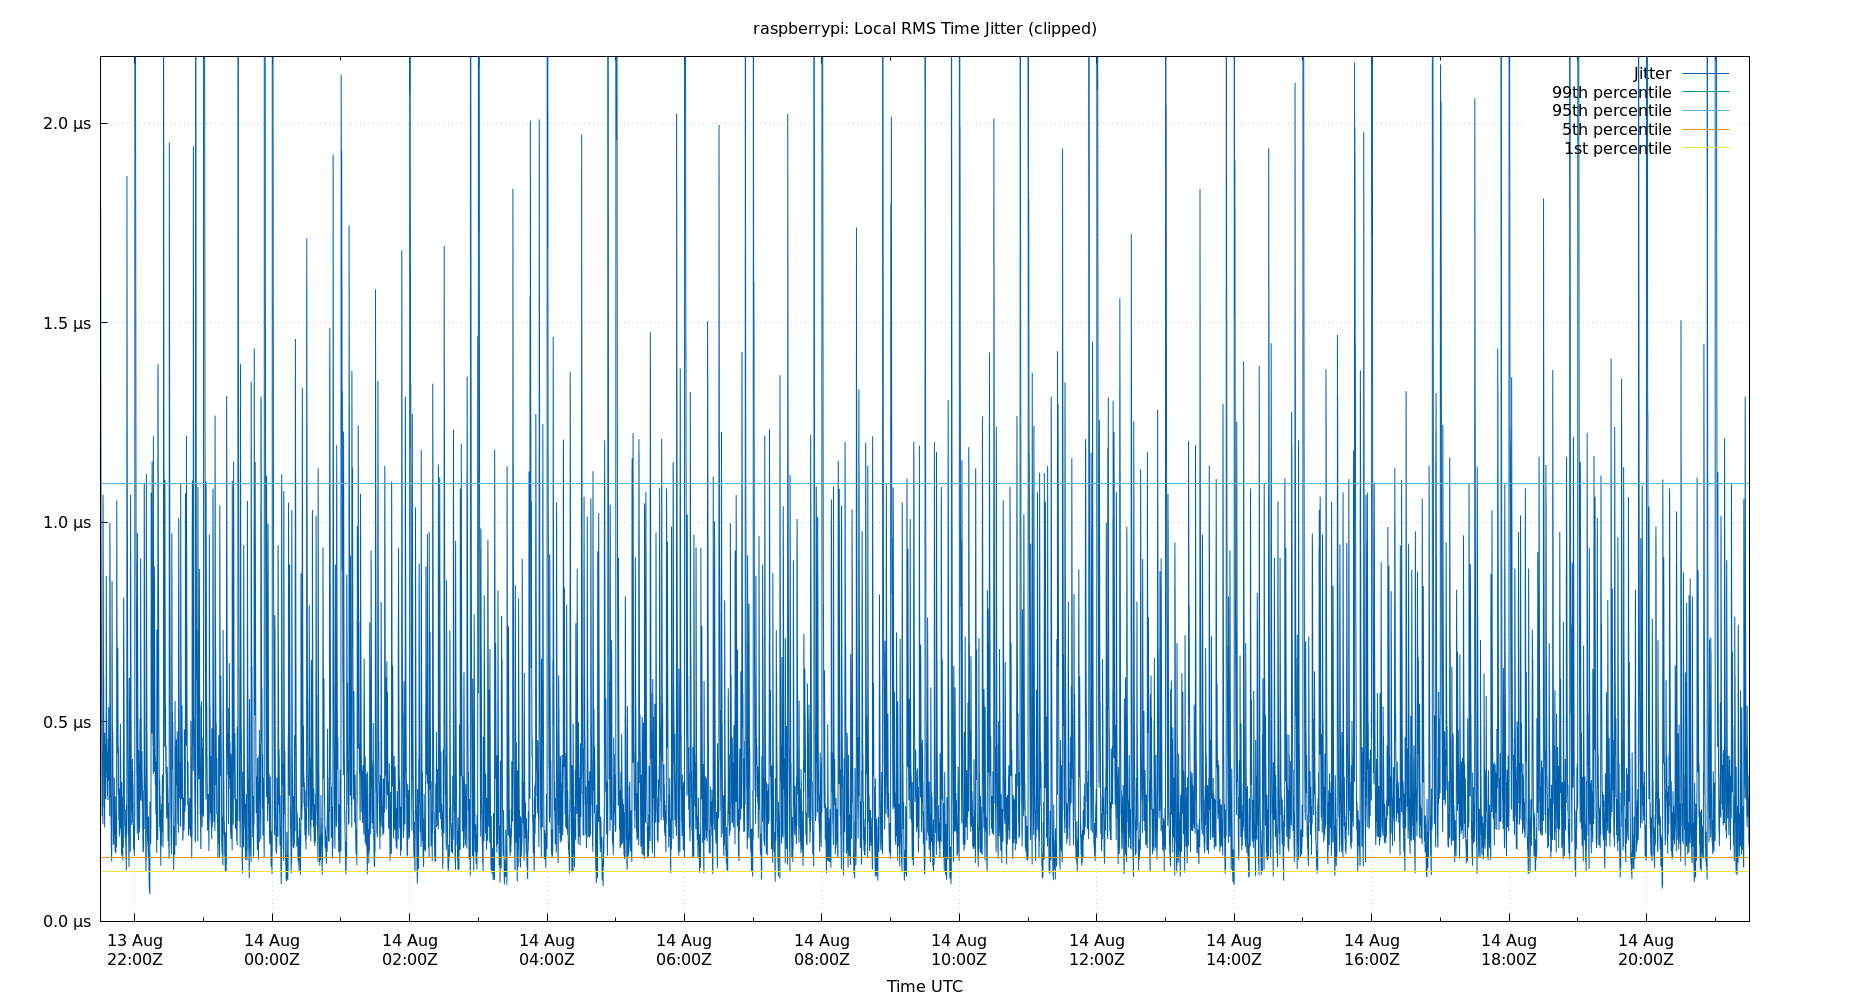 raspberrypi: Local RMS Time Jitter (clipped)
Jitter
99th percentile
95th percentile
5th percentile
1st percentile
2.0 µs
1.5 µs
1.0 µs
0.5 µs
0.0 µs
13 Aug 14 Aug 14 Aug 14 Aug 14 Aug 14 Aug 14 Aug 14 Aug 14 Aug 14 Aug 14 Aug 14 Aug
22:00Z 00:00Z 02:00Z 04:00Z 06:00Z 08:00Z 10:00Z 12:00Z 14:00Z 16:00Z 18:00Z 20:00Z
Time UTC